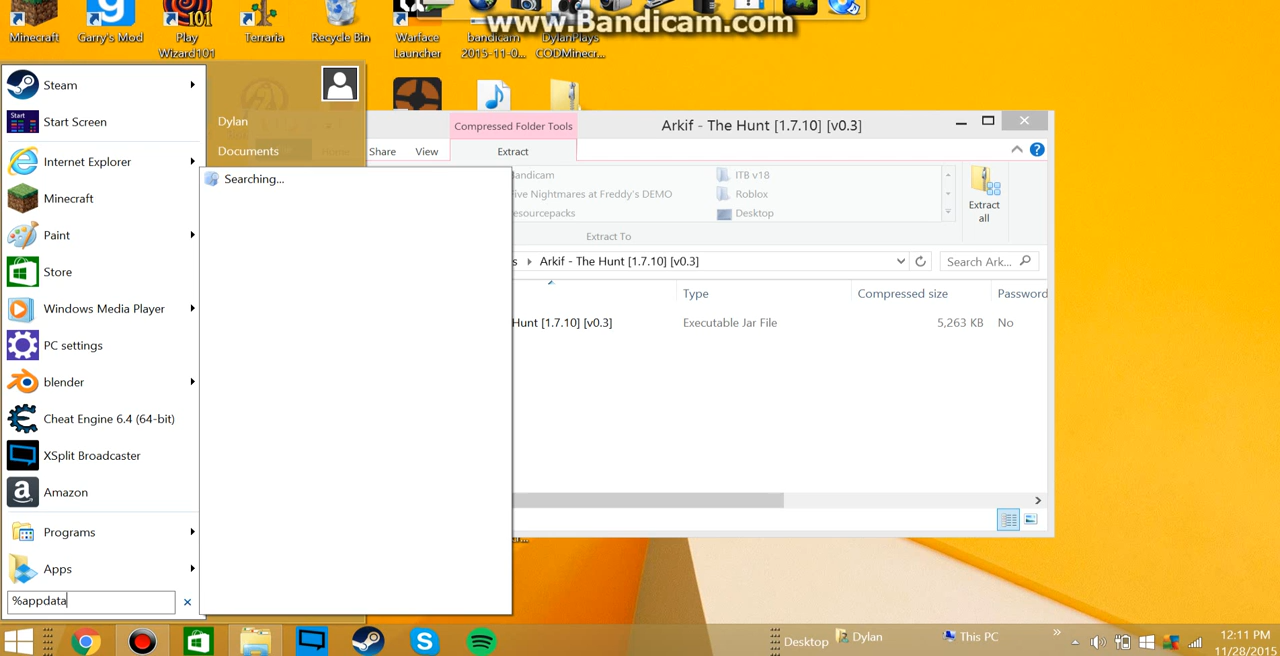 www.Bandicam.com
Minecraft
Garry's Mod
Play
Wizard101
Terraria
Recycle Bin
Warface
Launcher
bandicam
2015-11-0...
DylanPlays
CODMinecr...
Steam
Start
Start Screen
Internet Explorer
Minecraft
Paint
Store
Windows Media Player
PC settings
blender
Cheat Engine 6.4 (64-bit)
XSplit Broadcaster
Amazon
Programs
Apps
%appdata
Dylan
Documents
Searching...
Compressed Folder Tools
Arkif - The Hunt [1.7.10] [v0.3]
Home
Share
View
Extract
andicam
ive Nightmares at Freddy's DEMO
esourcepacks
ITB v18
Roblox
Desktop
Extract
all
Extract To
s
Arkif - The Hunt [1.7.10] [v0.3]
Search Ark...
Type
Compressed size
Password
Hunt [1.7.10] [v0.3]
Executable Jar File
5,263 KB
No
Desktop
Dylan
This PC
12:11 PM
11/28/2015